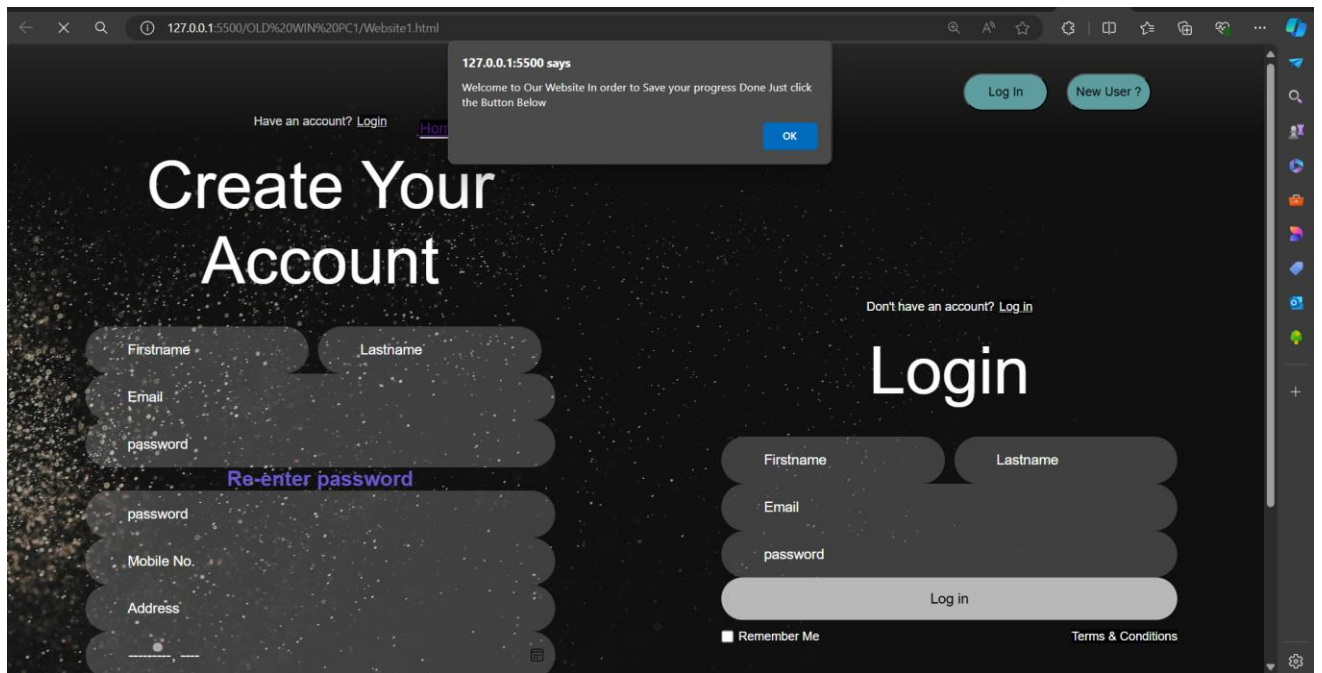 127.0.0.1:5500/OLD%20WIN%20PC1/Website1.html
127.0.0.1:5500 says
Welcome to Our Website In order to Save your progress Done Just click
the Button Below
OK
Log In
New User ?
Have an account? Login
Create Your
Account
Firstname
Lastname
Email
password
Re-enter password
password
Mobile No.
Address
---------, ----
Don't have an account? Log in
Login
Firstname
Lastname
Email
password
Log in
Remember Me
Terms & Conditions